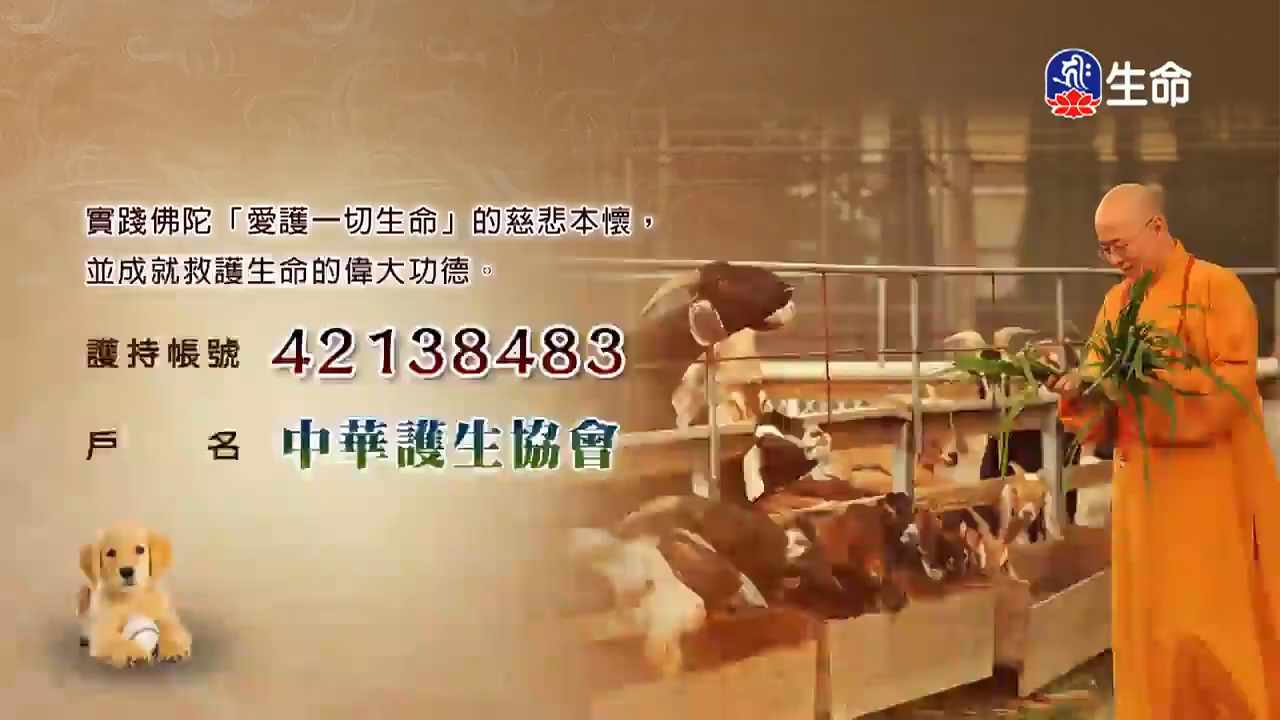 生命
實踐佛陀「愛護一切生命」的慈悲本懷，
並成就救護生命的偉大功德。
護持帳號 42138483
戶名 中華護生協會